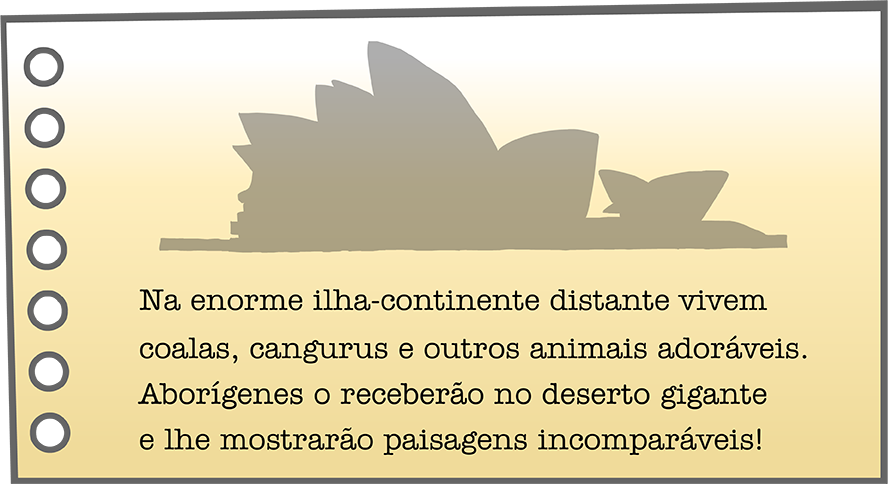 Na enorme ilha-continente distante vivem
coalas, cangurus e outros animais adoráveis.
Aborígenes o receberão no deserto gigante
e lhe mostrarão paisagens incomparáveis!